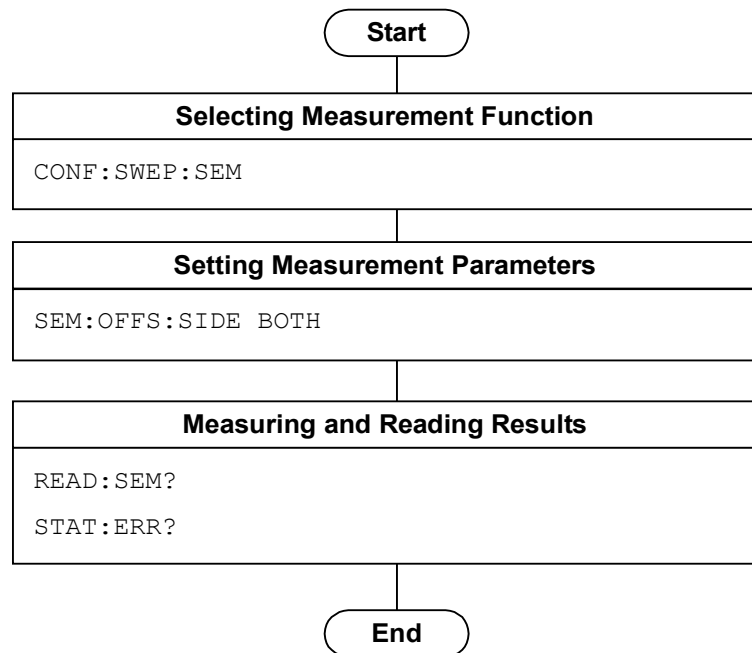 Start
Selecting Measurement Function
CONF:SWEP:SEM
Setting Measurement Parameters
SEM:OFFS:SIDE BOTH
Measuring and Reading Results
READ:SEM?
STAT:ERR?
End